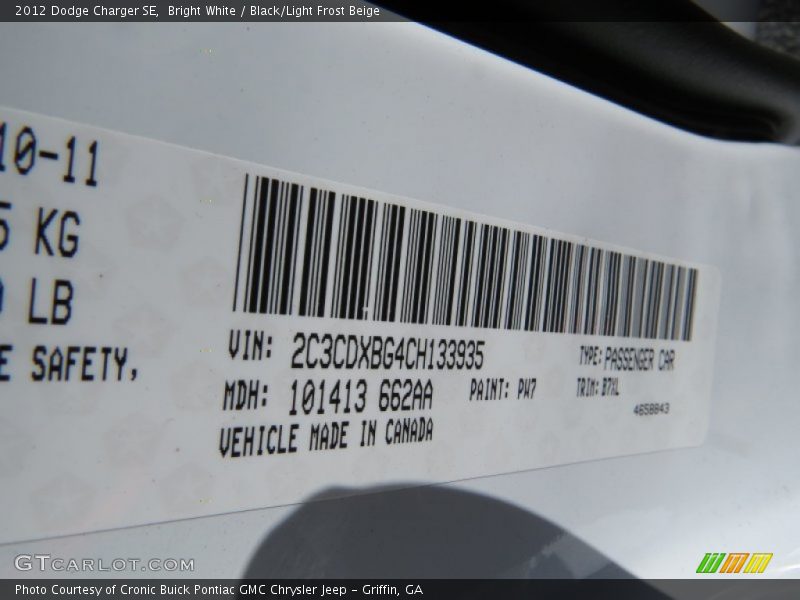 2012 Dodge Charger SE,  Bright White / Black/Light Frost Beige
10-11
KG
LB
SAFETY,
VIN: 2C3CDXBG4CH133935
TYPE: PASSENGER CAR
MDH: 101413 662AA
PAINT: PW7
TRIM: B7XL
4658843
VEHICLE MADE IN CANADA
GTCARLOT.COM
Photo Courtesy of Cronic Buick Pontiac GMC Chrysler Jeep - Griffin, GA